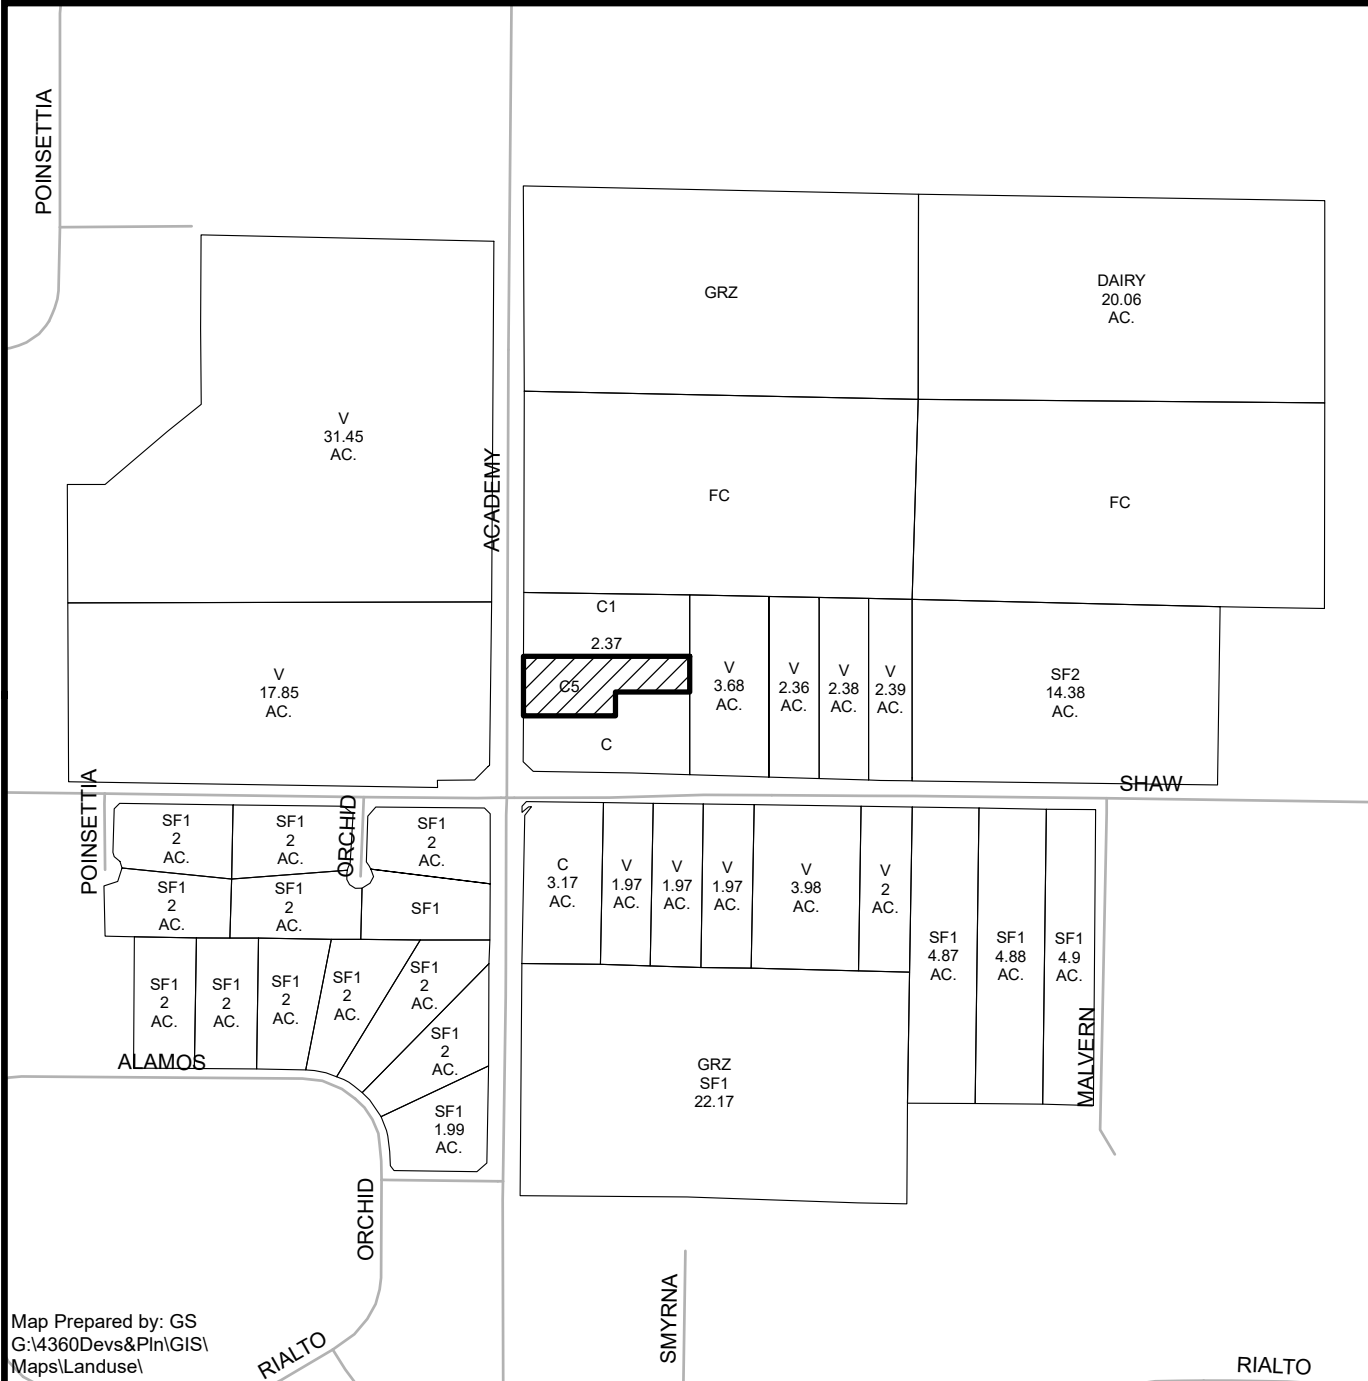 POINSETTIA
GRZ
DAIRY
20.06
AC.
V
31.45
AC.
ACADEMY
FC
FC
C1
2.37
C5
C
V
3.68
AC.
V
2.36
AC.
V
2.38
AC.
V
2.39
AC.
SF2
14.38
AC.
V
17.85
AC.
SHAW
POINSETTIA
SF1
2
AC.
SF1
2
AC.
ORCHID
SF1
2
AC.
SF1
2
AC.
SF1
2
AC.
SF1
C
3.17
AC.
V
1.97
AC.
V
1.97
AC.
V
1.97
AC.
V
3.98
AC.
V
2
AC.
SF1
4.87
AC.
SF1
4.88
AC.
SF1
4.9
AC.
MALVERN
SF1
2
AC.
SF1
2
AC.
SF1
2
AC.
SF1
2
AC.
SF1
2
AC.
SF1
2
AC.
SF1
1.99
AC.
ALAMOS
GRZ
SF1
22.17
ORCHID
SMYRNA
Map Prepared by: GS
G:\4360Devs&Pln\GIS\
Maps\Landuse\
RIALTO
RIALTO